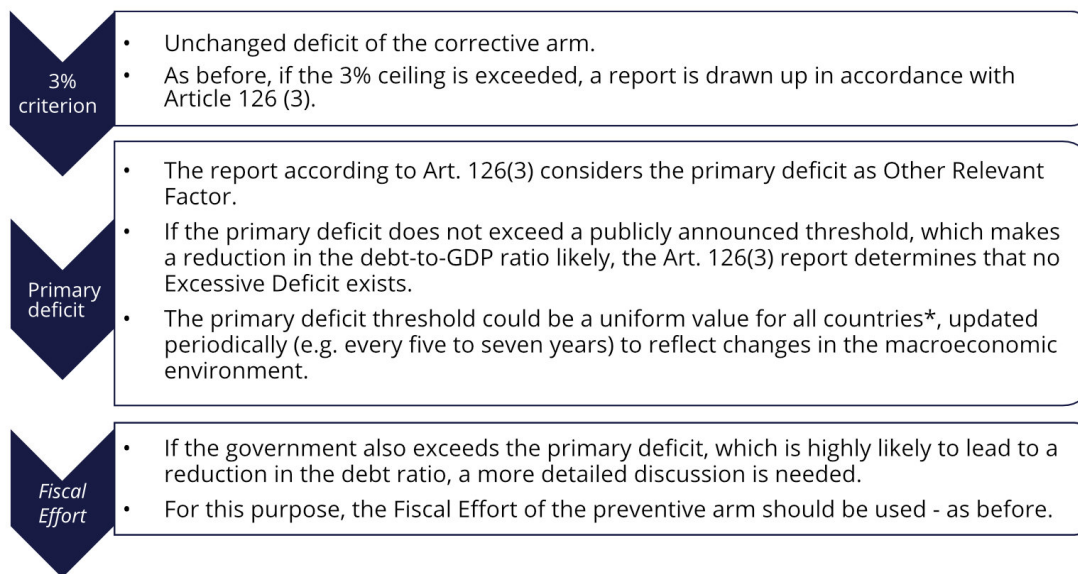 3%
criterion
• Unchanged deficit of the corrective arm.
• As before, if the 3% ceiling is exceeded, a report is drawn up in accordance with
Article 126 (3).
Primary
deficit
• The report according to Art. 126(3) considers the primary deficit as Other Relevant
Factor.
• If the primary deficit does not exceed a publicly announced threshold, which makes
a reduction in the debt-to-GDP ratio likely, the Art. 126(3) report determines that no
Excessive Deficit exists.
• The primary deficit threshold could be a uniform value for all countries*, updated
periodically (e.g. every five to seven years) to reflect changes in the macroeconomic
environment.
Fiscal
Effort
• If the government also exceeds the primary deficit, which is highly likely to lead to a
reduction in the debt ratio, a more detailed discussion is needed.
• For this purpose, the Fiscal Effort of the preventive arm should be used - as before.